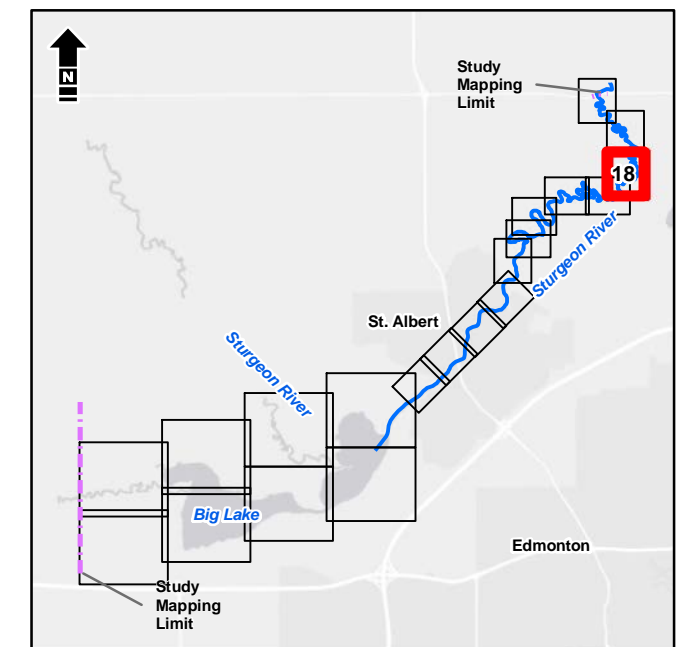 N
Study
Mapping
Limit
18
Sturgeon River
St. Albert
Sturgeon River
Big Lake
Edmonton
Study
Mapping
Limit